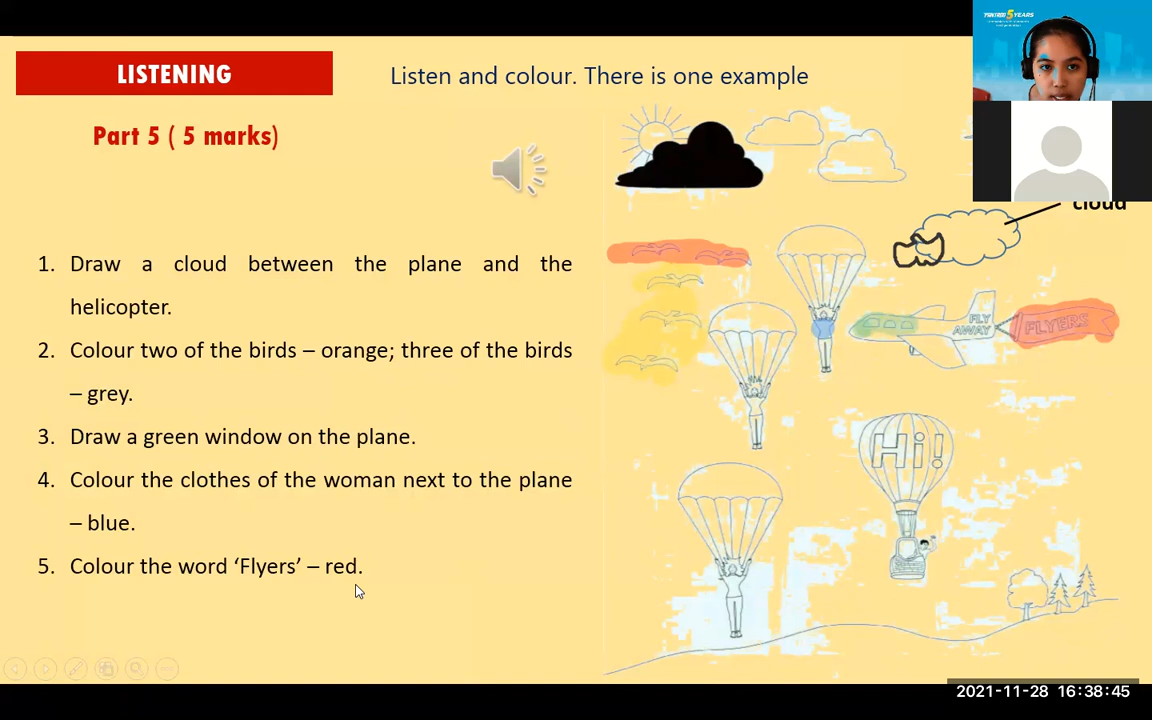 5 YEARS
LISTENING
Listen and colour. There is one example
Part 5 ( 5 marks)
cloud
1. Draw a cloud between the plane and the
helicopter.
2. Colour two of the birds – orange; three of the birds
– grey.
3. Draw a green window on the plane.
4. Colour the clothes of the woman next to the plane
– blue.
5. Colour the word ‘Flyers’ – red.
FLY
AWAY
FLYERS
Hi!
2021-11-28 16:38:45